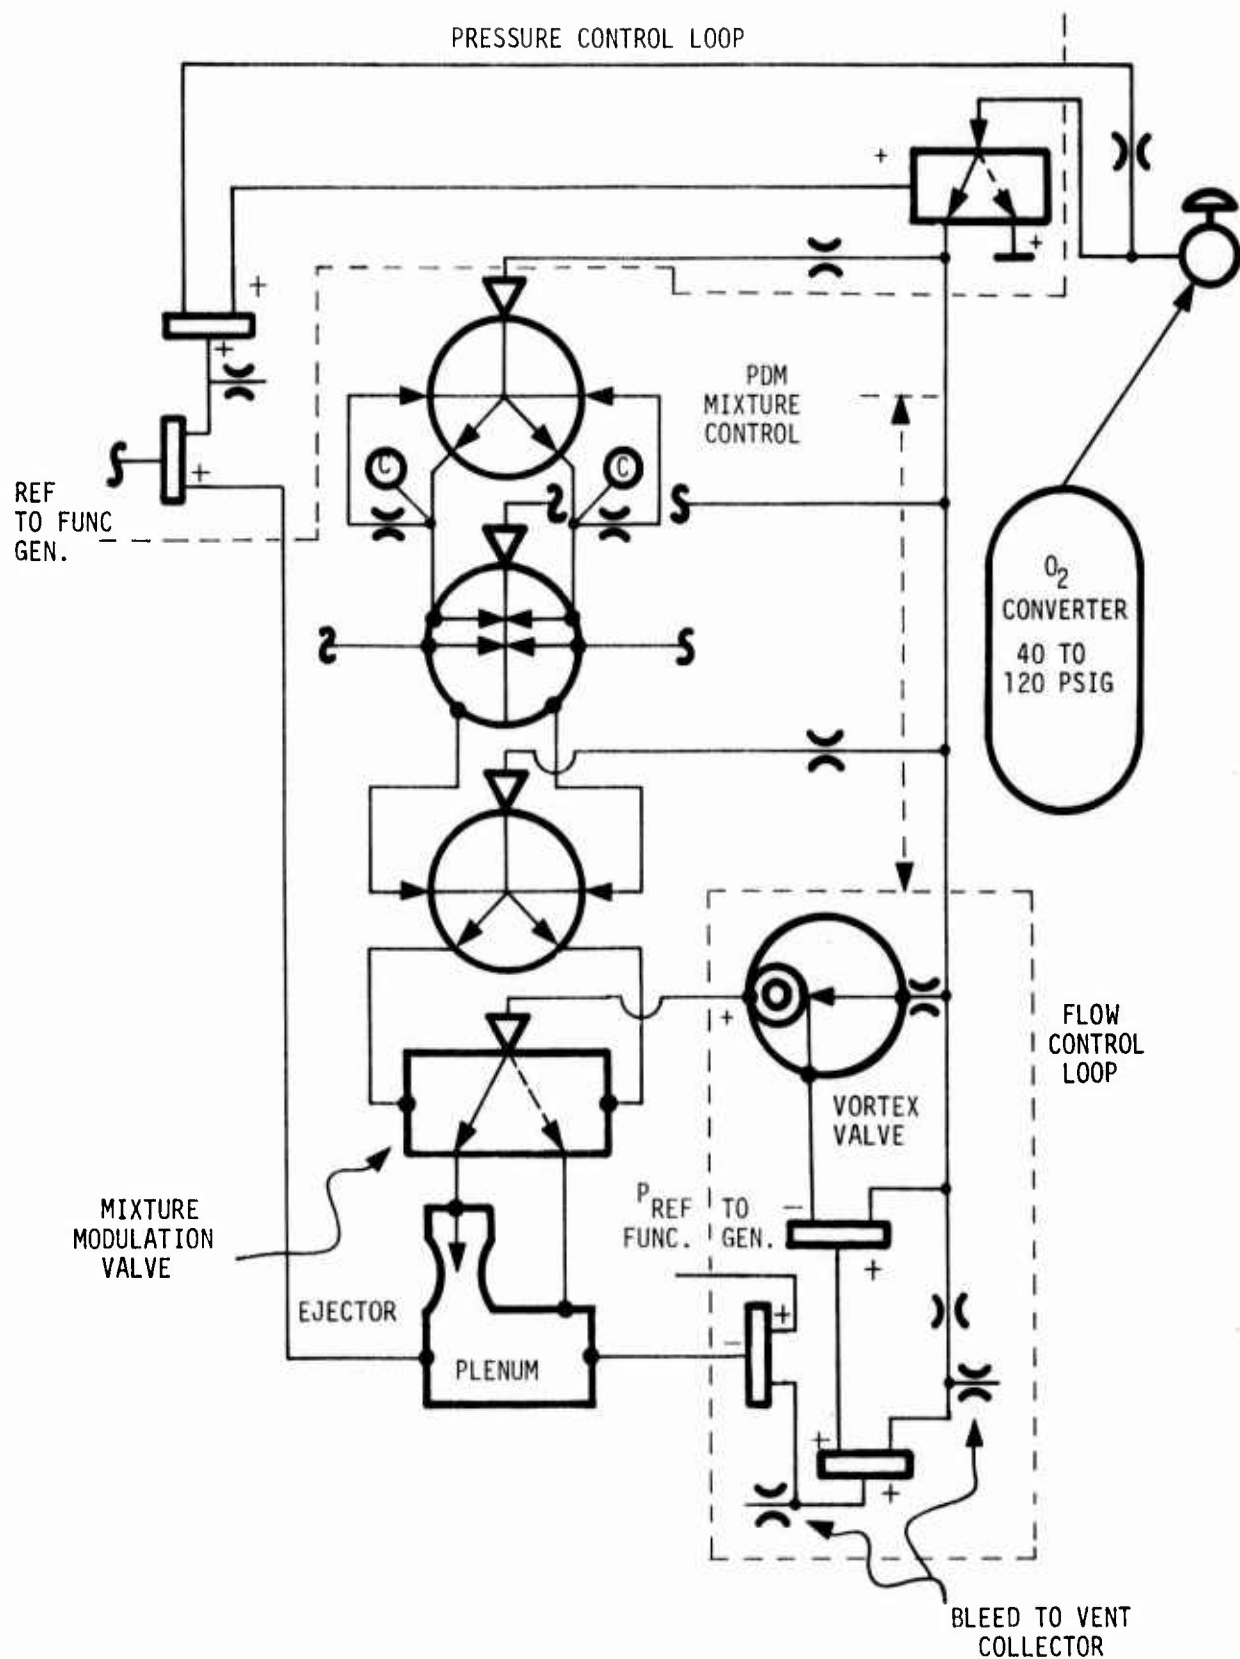 PRESSURE CONTROL LOOP
+
+
+
+
PDM
MIXTURE
CONTROL
C
C
+
REF
TO FUNC
GEN.
O2
CONVERTER
40 TO
120 PSIG
+
FLOW
CONTROL
LOOP
VORTEX
VALVE
MIXTURE
MODULATION
VALVE
PREF TO
FUNC. GEN.
-
+
EJECTOR
+
-
PLENUM
+
+
BLEED TO VENT
COLLECTOR